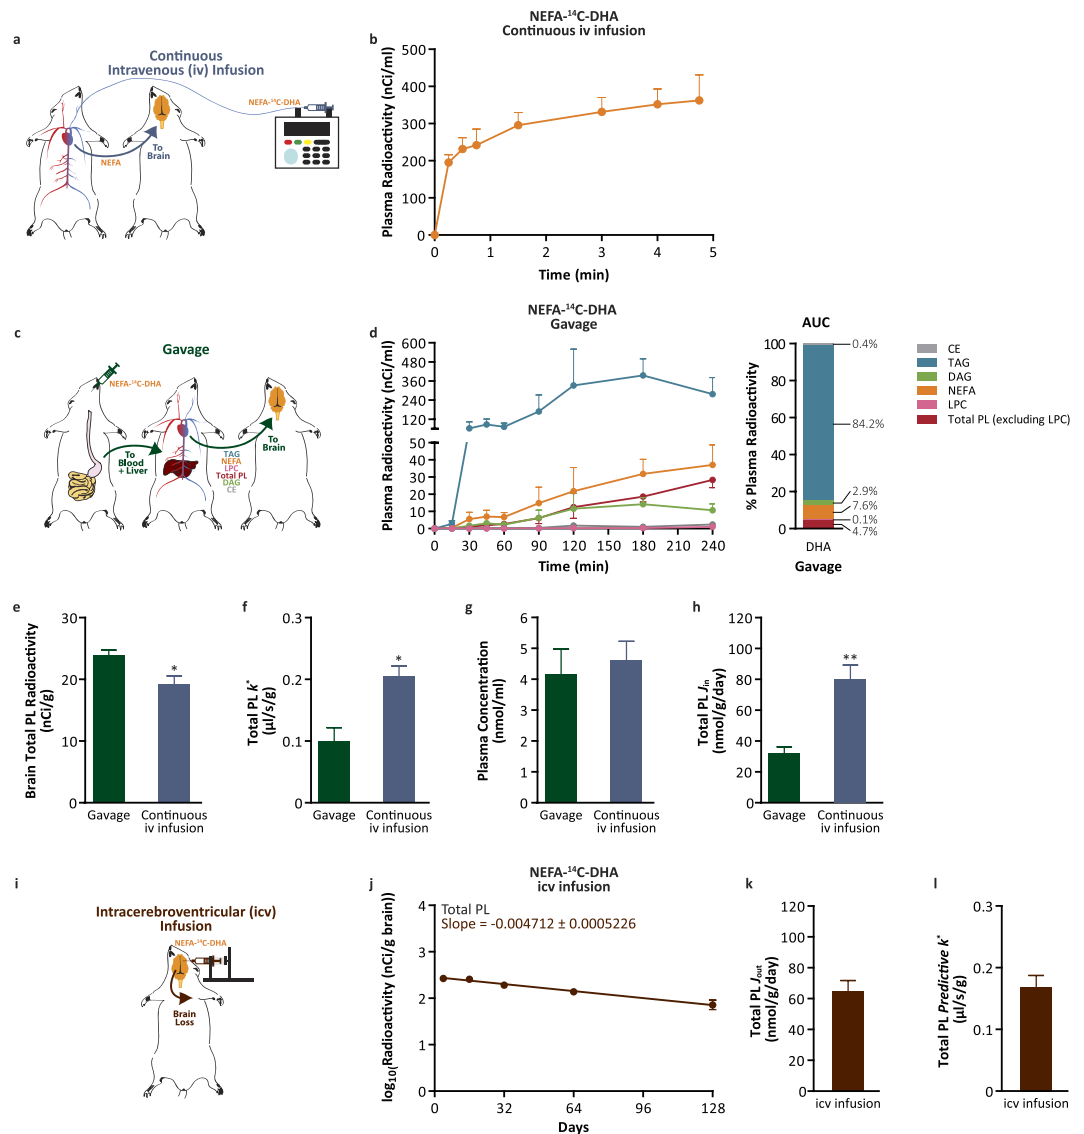 a
Continuous
Intravenous (iv) Infusion
NEFA-¹⁴C-DHA
NEFA
To
Brain
b
NEFA-¹⁴C-DHA
Continuous iv infusion
Plasma Radioactivity (nCi/ml)
500
400
300
200
100
0
0 1 2 3 4 5
Time (min)
c
Gavage
NEFA-¹⁴C-DHA
To
Blood
+ Liver
TAG
NEFA
LPC
Total PL
DAG
CE
To
Brain
d
NEFA-¹⁴C-DHA
Gavage
Plasma Radioactivity (nCi/ml)
600
480
360
240
120
50
40
30
20
10
0
0 15 30 45 60 90 120 150 180 210 240
Time (min)
AUC
% Plasma Radioactivity
100
80
60
40
20
0
0.4%
84.2%
2.9%
7.6%
0.1%
4.7%
DHA
Gavage
CE
TAG
DAG
NEFA
LPC
Total PL (excluding LPC)
e
Brain Total PL Radioactivity
(nCi/g)
30
20
10
0
*
Gavage Continuous
iv infusion
f
Total PL k*
(µl/s/g)
0.3
0.2
0.1
0
*
Gavage Continuous
iv infusion
g
Plasma Concentration
(nmol/ml)
6
5
4
3
2
1
0
Gavage Continuous
iv infusion
h
Total PL Jin
(nmol/g/day)
120
100
80
60
40
20
0
**
Gavage Continuous
iv infusion
i
Intracerebroventricular (icv)
Infusion
NEFA-¹⁴C-DHA
Brain
Loss
j
NEFA-¹⁴C-DHA
icv infusion
Total PL
Slope = -0.004712 ± 0.0005226
log₁₀(Radioactivity (nCi/g brain))
4
3
2
1
0
0 32 64 96 128
Days
k
Total PL Jout
(nmol/g/day)
120
100
80
60
40
20
0
icv infusion
l
Total PL Predictive k*
(µl/s/g)
0.3
0.2
0.1
0
icv infusion